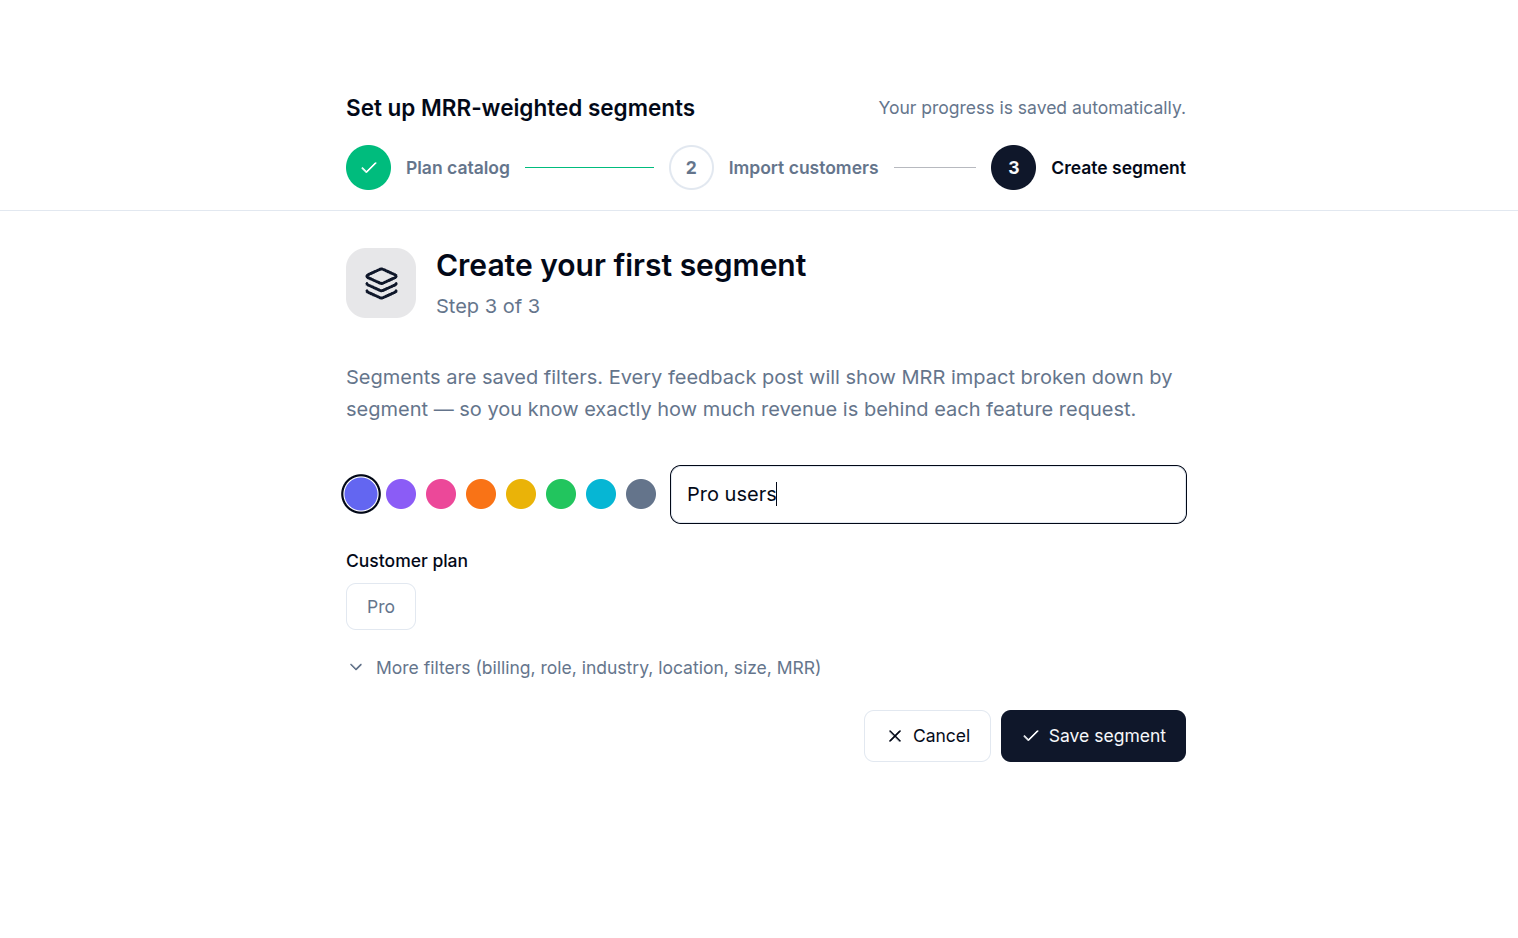 Set up MRR-weighted segments
Your progress is saved automatically.
Plan catalog
2 Import customers
3 Create segment
Create your first segment
Step 3 of 3
Segments are saved filters. Every feedback post will show MRR impact broken down by
segment — so you know exactly how much revenue is behind each feature request.
Pro users
Customer plan
Pro
More filters (billing, role, industry, location, size, MRR)
Cancel
Save segment